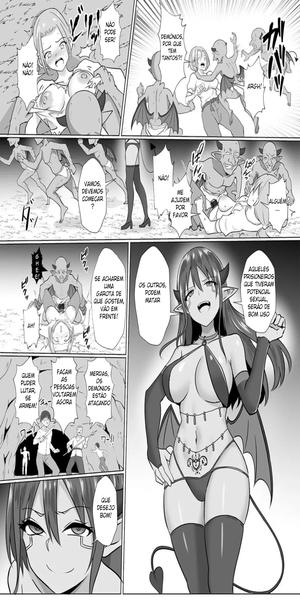 NÃO
PODE
SER!
NÃO!
NÃO!
DEMÔNIOS,
POR QUE
TEM
TANTOS?!
ARGH!
VAMOS,
DEVEMOS
COMEÇAR
?
NÃO!
ME
AJUDEM POR
FAVOR
ALGUÉM
SE ACHAREM
UMA
GAROTA DE
QUE GOSTEM,
VÃO EM
FRENTE!
AH!
OS OUTROS,
PODEM
MATAR
AQUELES
PRISIONEIROS
QUE TIVEREM
POTENCIAL
SEXUAL,
SERÃO DE
BOM USO
QUEM
PUDER
LUTAR,
SE
ARMEM!
FAÇAM
AS
PESSOAS
VOLTAREM
AGORA
MERDAS,
OS
DEMÔNIOS
ESTÃO
ATACANDO
QUE
DESEJO
BOM!